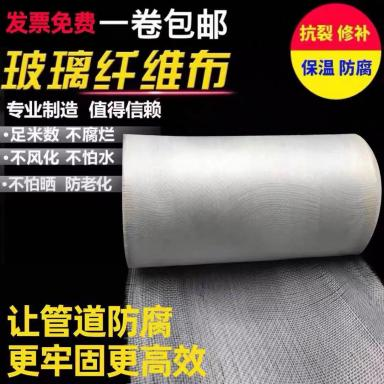 发票免费 一卷包邮
抗裂 修补
保温 防腐
玻璃纤维布
专业制造 值得信赖
足米数 不腐烂
不风化 不怕水
不怕晒 防老化
让管道防腐
更牢固更高效